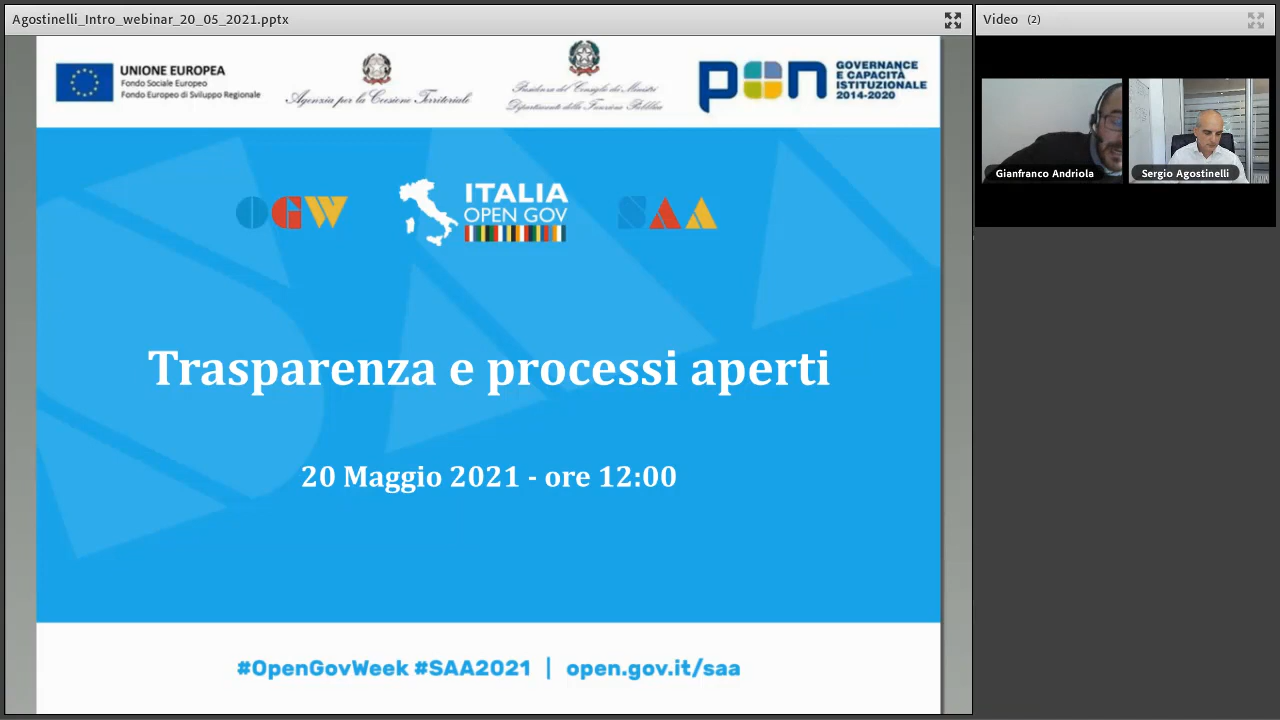 Agostinelli_Intro_webinar_20_05_2021.pptx
Video (2)
UNIONE EUROPEA
Fondo Sociale Europeo
Fondo Europeo di Sviluppo Regionale
Agenzia per la Coesione Territoriale
Presidenza del Consiglio dei Ministri
Dipartimento della Funzione Pubblica
pon
GOVERNANCE
E CAPACITÀ
ISTITUZIONALE
2014-2020
Gianfranco Andriola
Sergio Agostinelli
OGW
ITALIA
OPEN GOV
SAA
Trasparenza e processi aperti
20 Maggio 2021 - ore 12:00
#OpenGovWeek #SAA2021 | open.gov.it/saa